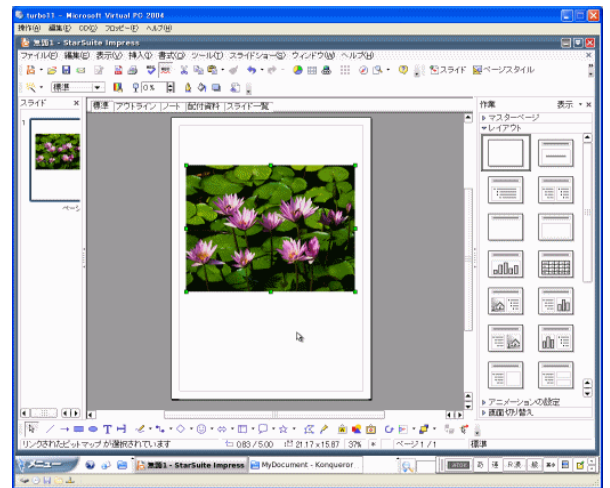 turbo11 - Microsoft Virtual PC 2004
操作(A) 編集(E) CD(C) フロッピー(F) ヘルプ(H)
無題1 - StarSuite Impress
ファイル(F) 編集(E) 表示(V) 挿入(I) 書式(O) ツール(T) スライドショー(S) ウィンドウ(W) ヘルプ(H)
スライド ページスタイル
標準 0%
スライド 標準 アウトライン ノート 配付資料 スライド一覧 作業 表示
マスターページ
レイアウト
1
ページ
アニメーションの設定
画面切り替え
リンクされたビットマップ が選択されています 0.83 / 5.00 21.17 x 15.87 37% * ページ 1 / 1 標準
無題1 - StarSuite Impress MyDocument - Konqueror